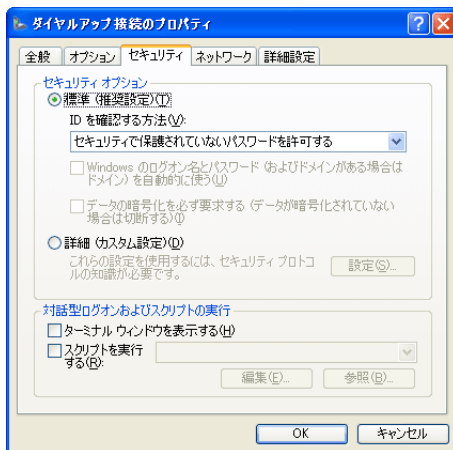 ダイヤルアップ接続のプロパティ
全般 オプション セキュリティ ネットワーク 詳細設定
セキュリティ オプション
標準 (推奨設定)(T)
ID を確認する方法(V):
セキュリティで保護されていないパスワードを許可する
Windows のログオン名とパスワード (およびドメインがある場合は
ドメイン) を自動的に使う(U)
データの暗号化を必ず要求する (データが暗号化されていない
場合は切断する)(I)
詳細 (カスタム設定)(D)
これらの設定を使用するには、セキュリティ プロトコ
ルの知識が必要です。
設定(S)...
対話型ログオンおよびスクリプトの実行
ターミナル ウィンドウを表示する(H)
スクリプトを実行
する(R):
編集(E)... 参照(B)...
OK キャンセル